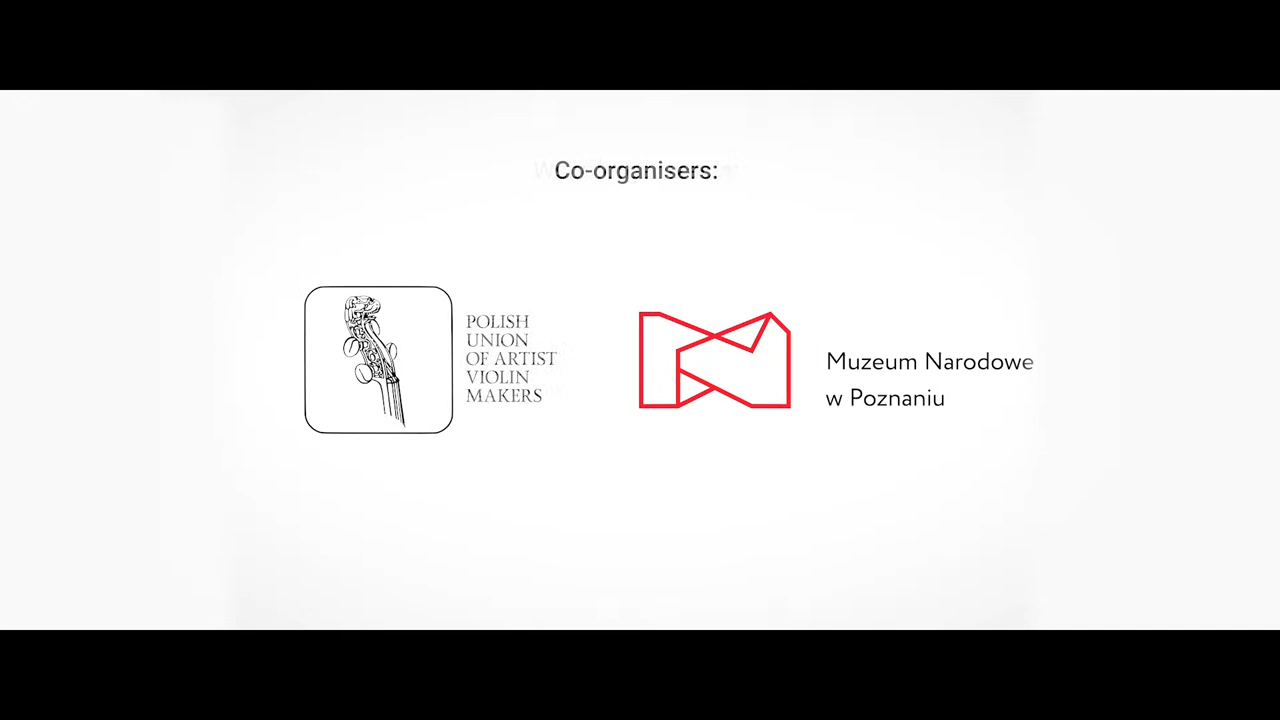 Co-organisers:
POLISH
UNION
OF ARTIST
VIOLIN
MAKERS
Muzeum Narodowe
w Poznaniu